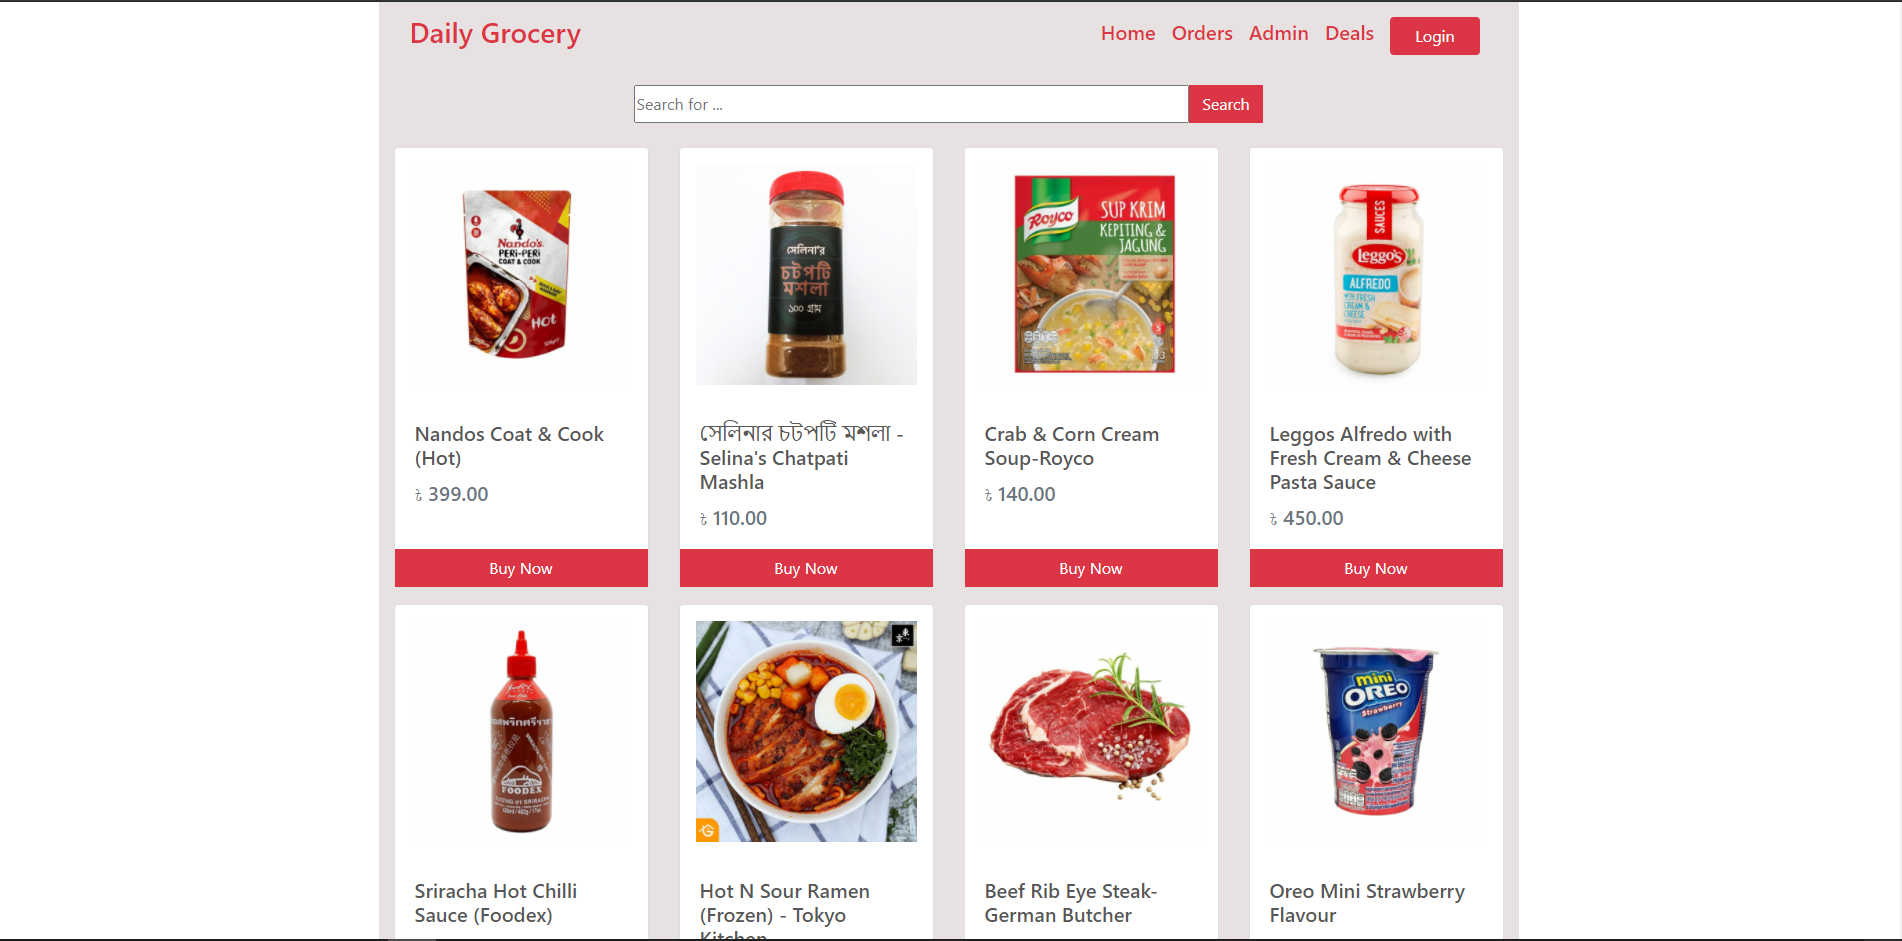 Daily Grocery
Home Orders Admin Deals Login
Search for ... Search
Nando's
PERi-PERi
COAT & COOK
HOT
সেলিনা'র
চটপটি
মশলা
১০০ গ্রাম
Royco
SUP KRIM
KEPITING &
JAGUNG
SAUCES
Leggo's
ALFREDO
WITH FRESH
CREAM &
CHEESE
Nandos Coat & Cook
(Hot)
৳ 399.00
Buy Now
সেলিনার চটপটি মশলা -
Selina's Chatpati
Mashla
৳ 110.00
Buy Now
Crab & Corn Cream
Soup-Royco
৳ 140.00
Buy Now
Leggos Alfredo with
Fresh Cream & Cheese
Pasta Sauce
৳ 450.00
Buy Now
FOODEX
mini
OREO
Strawberry
Sriracha Hot Chilli
Sauce (Foodex)
Hot N Sour Ramen
(Frozen) - Tokyo
Kitchen
Beef Rib Eye Steak-
German Butcher
Oreo Mini Strawberry
Flavour